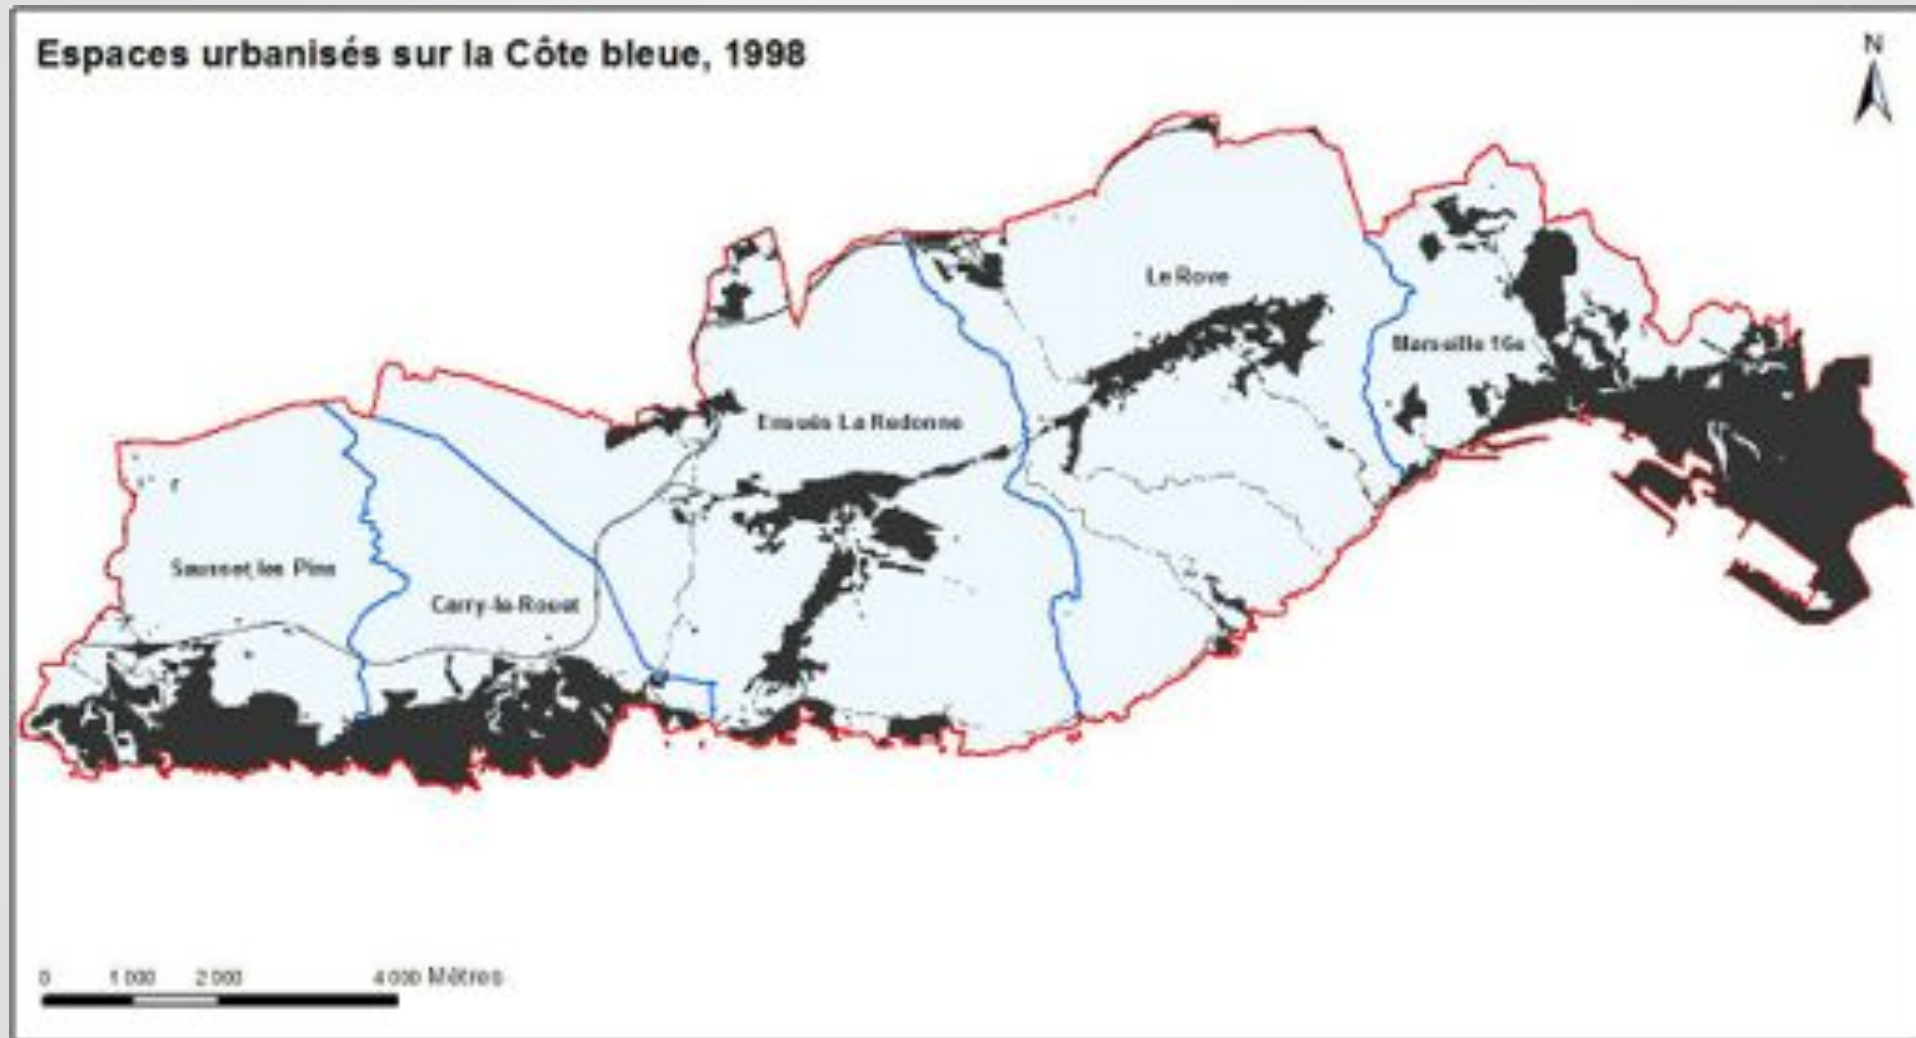 Espaces urbanisés sur la Côte bleue, 1998
N
Le Rove
Marseille 16e
Ensuès La Redonne
Sausset les Pins
Carry-le-Rouet
0 1 000 2 000 4 000 Mètres